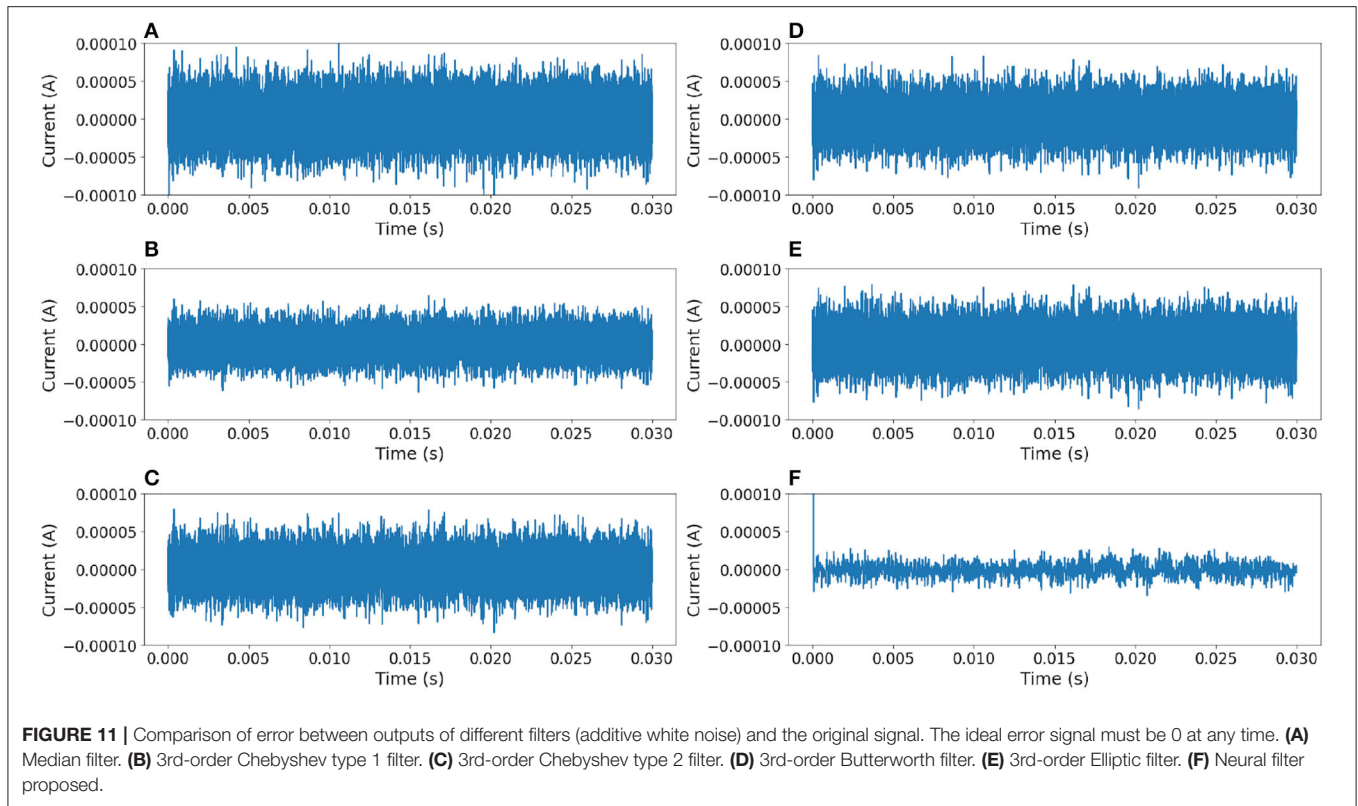 A
0.00010
0.00005
0.00000
−0.00005
−0.00010
Current (A)
0.000 0.005 0.010 0.015 0.020 0.025 0.030
Time (s)
B
0.00010
0.00005
0.00000
−0.00005
−0.00010
Current (A)
0.000 0.005 0.010 0.015 0.020 0.025 0.030
Time (s)
C
0.00010
0.00005
0.00000
−0.00005
−0.00010
Current (A)
0.000 0.005 0.010 0.015 0.020 0.025 0.030
Time (s)
D
0.00010
0.00005
0.00000
−0.00005
−0.00010
Current (A)
0.000 0.005 0.010 0.015 0.020 0.025 0.030
Time (s)
E
0.00010
0.00005
0.00000
−0.00005
−0.00010
Current (A)
0.000 0.005 0.010 0.015 0.020 0.025 0.030
Time (s)
F
0.00010
0.00005
0.00000
−0.00005
−0.00010
Current (A)
0.000 0.005 0.010 0.015 0.020 0.025 0.030
Time (s)
FIGURE 11 | Comparison of error between outputs of different filters (additive white noise) and the original signal. The ideal error signal must be 0 at any time. (A)
Median filter. (B) 3rd-order Chebyshev type 1 filter. (C) 3rd-order Chebyshev type 2 filter. (D) 3rd-order Butterworth filter. (E) 3rd-order Elliptic filter. (F) Neural filter
proposed.